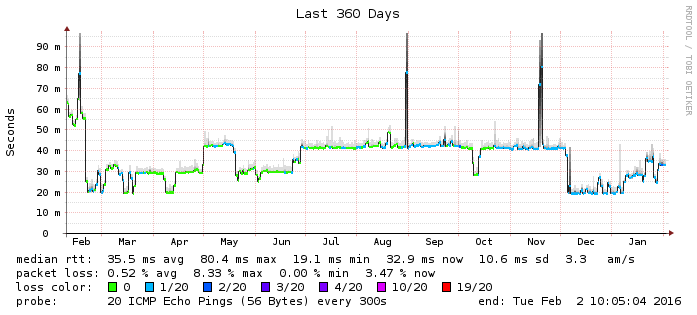 Last 360 Days
RRDTOOL / TOBI OETIKER
Seconds
90 m
80 m
70 m
60 m
50 m
40 m
30 m
20 m
10 m
0
Feb Mar Apr May Jun Jul Aug Sep Oct Nov Dec Jan
median rtt: 35.5 ms avg 80.4 ms max 19.1 ms min 32.9 ms now 10.6 ms sd 3.3 am/s
packet loss: 0.52 % avg 8.33 % max 0.00 % min 3.47 % now
loss color: 0 1/20 2/20 3/20 4/20 10/20 19/20
probe: 20 ICMP Echo Pings (56 Bytes) every 300s end: Tue Feb 2 10:05:04 2016